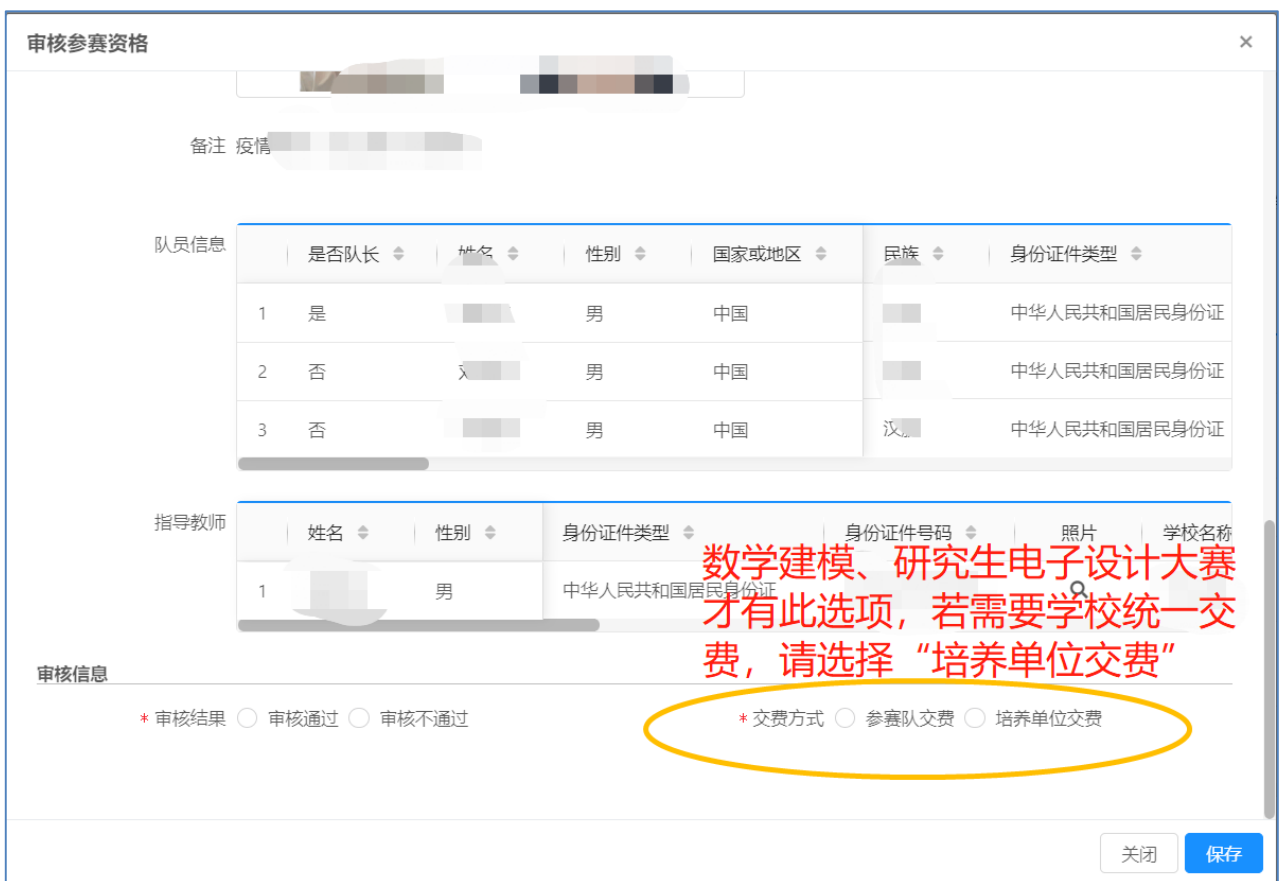 审核参赛资格
备注 疫情
队员信息
是否队长 姓名 性别 国家或地区 民族 身份证件类型
1 是 男 中国 中华人民共和国居民身份证
2 否 男 中国 中华人民共和国居民身份证
3 否 男 中国 汉族 中华人民共和国居民身份证
指导教师
姓名 性别 身份证件类型 身份证件号码 照片 学校名称
1 男 中华人民共和国居民身份证
数学建模、研究生电子设计大赛
才有此选项，若需要学校统一交
费，请选择“培养单位交费”
审核信息
* 审核结果 审核通过 审核不通过 * 交费方式 参赛队交费 培养单位交费
关闭 保存